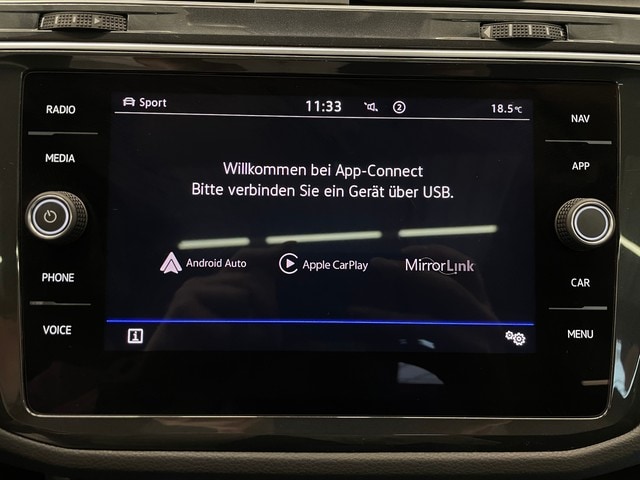 RADIO
MEDIA
PHONE
VOICE
Sport
11:33
2
18.5°C
Willkommen bei App-Connect
Bitte verbinden Sie ein Gerät über USB.
Android Auto
Apple CarPlay
MirrorLink
i
NAV
APP
CAR
MENU